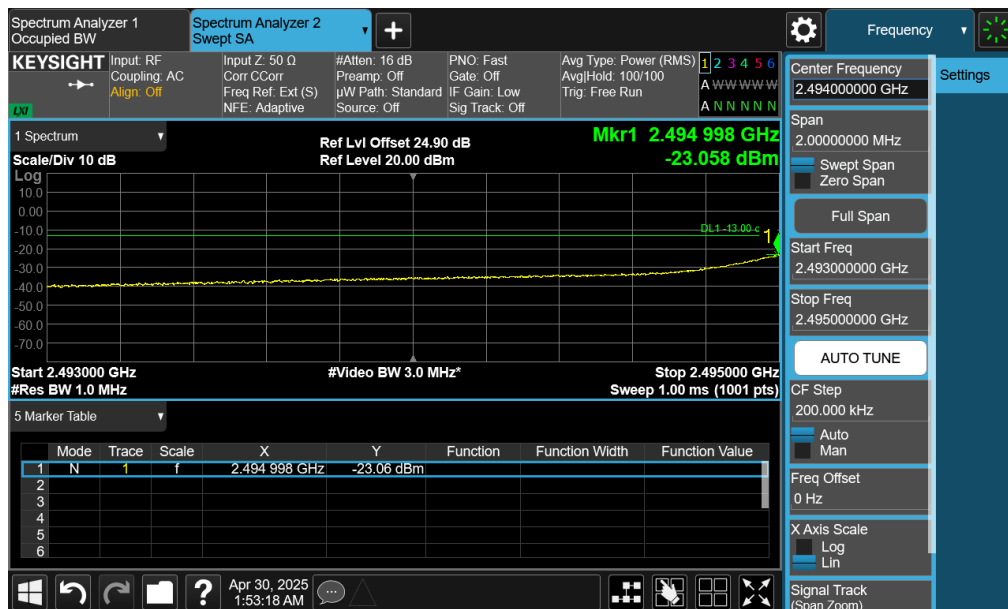 Spectrum Analyzer 1
Occupied BW
Spectrum Analyzer 2
Swept SA
▼
+
Frequency
▼
KEYSIGHT
LXI
Input: RF
Coupling: AC
Align: Off
Input Z: 50 Ω
Corr CCorr
Freq Ref: Ext (S)
NFE: Adaptive
#Atten: 16 dB
Preamp: Off
µW Path: Standard
Source: Off
PNO: Fast
Gate: Off
IF Gain: Low
Sig Track: Off
Avg Type: Power (RMS)
Avg|Hold: 100/100
Trig: Free Run
1 2 3 4 5 6
A W W W W W
A N N N N N
1 Spectrum
▼
Scale/Div 10 dB
Ref Lvl Offset 24.90 dB
Ref Level 20.00 dBm
Mkr1 2.494 998 GHz
-23.058 dBm
Log
10.0
0.00
-10.0
-20.0
-30.0
-40.0
-50.0
-60.0
-70.0
DL1 -13.00 c
1
Start 2.493000 GHz
#Res BW 1.0 MHz
#Video BW 3.0 MHz*
Stop 2.495000 GHz
Sweep 1.00 ms (1001 pts)
5 Marker Table
▼
Mode Trace Scale X Y Function Function Width Function Value
1 N 1 f 2.494 998 GHz -23.06 dBm
2
3
4
5
6
Center Frequency
2.494000000 GHz
Span
2.00000000 MHz
Swept Span
Zero Span
Full Span
Start Freq
2.493000000 GHz
Stop Freq
2.495000000 GHz
AUTO TUNE
CF Step
200.000 kHz
Auto
Man
Freq Offset
0 Hz
X Axis Scale
Log
Lin
Signal Track
(Span Zoom)
Settings
?
Apr 30, 2025
1:53:18 AM